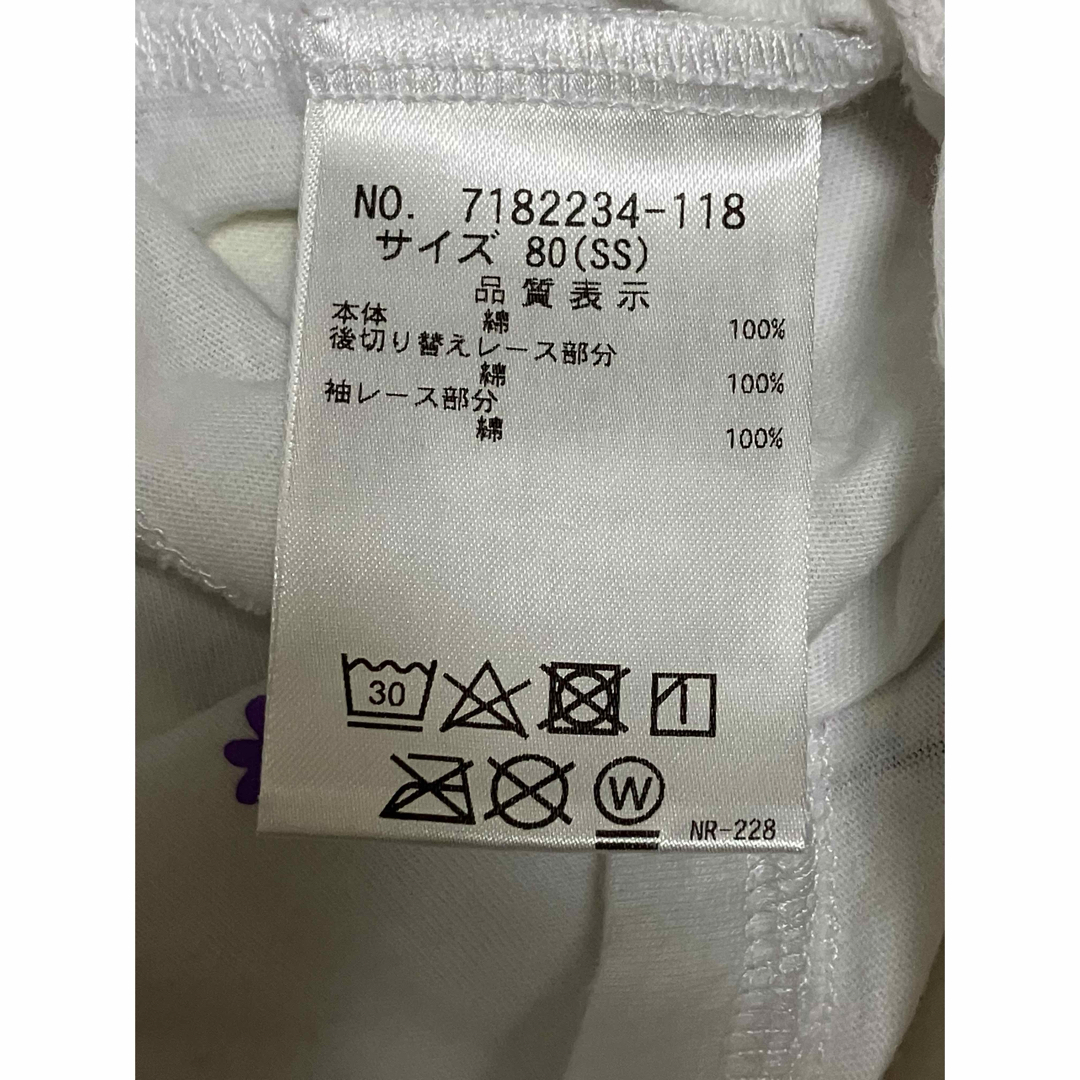 NO. 7182234-118
サイズ 80(SS)
品質表示
本体
綿 100%
後切り替えレース部分
綿 100%
袖レース部分
綿 100%
30
W
NR-228